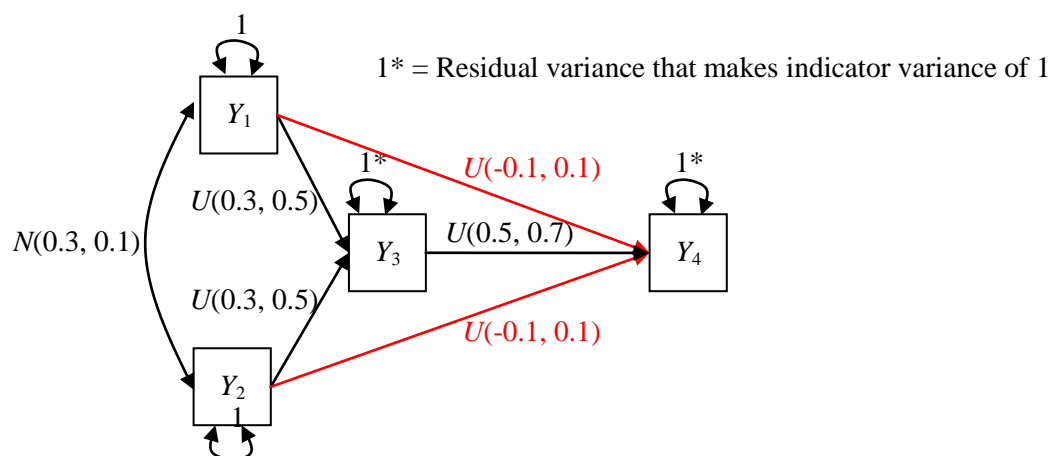 1
1* = Residual variance that makes indicator variance of 1
Y1
U(-0.1, 0.1)
1*
1*
U(0.3, 0.5)
N(0.3, 0.1)
U(0.5, 0.7)
Y3
Y4
U(0.3, 0.5)
U(-0.1, 0.1)
Y2
1